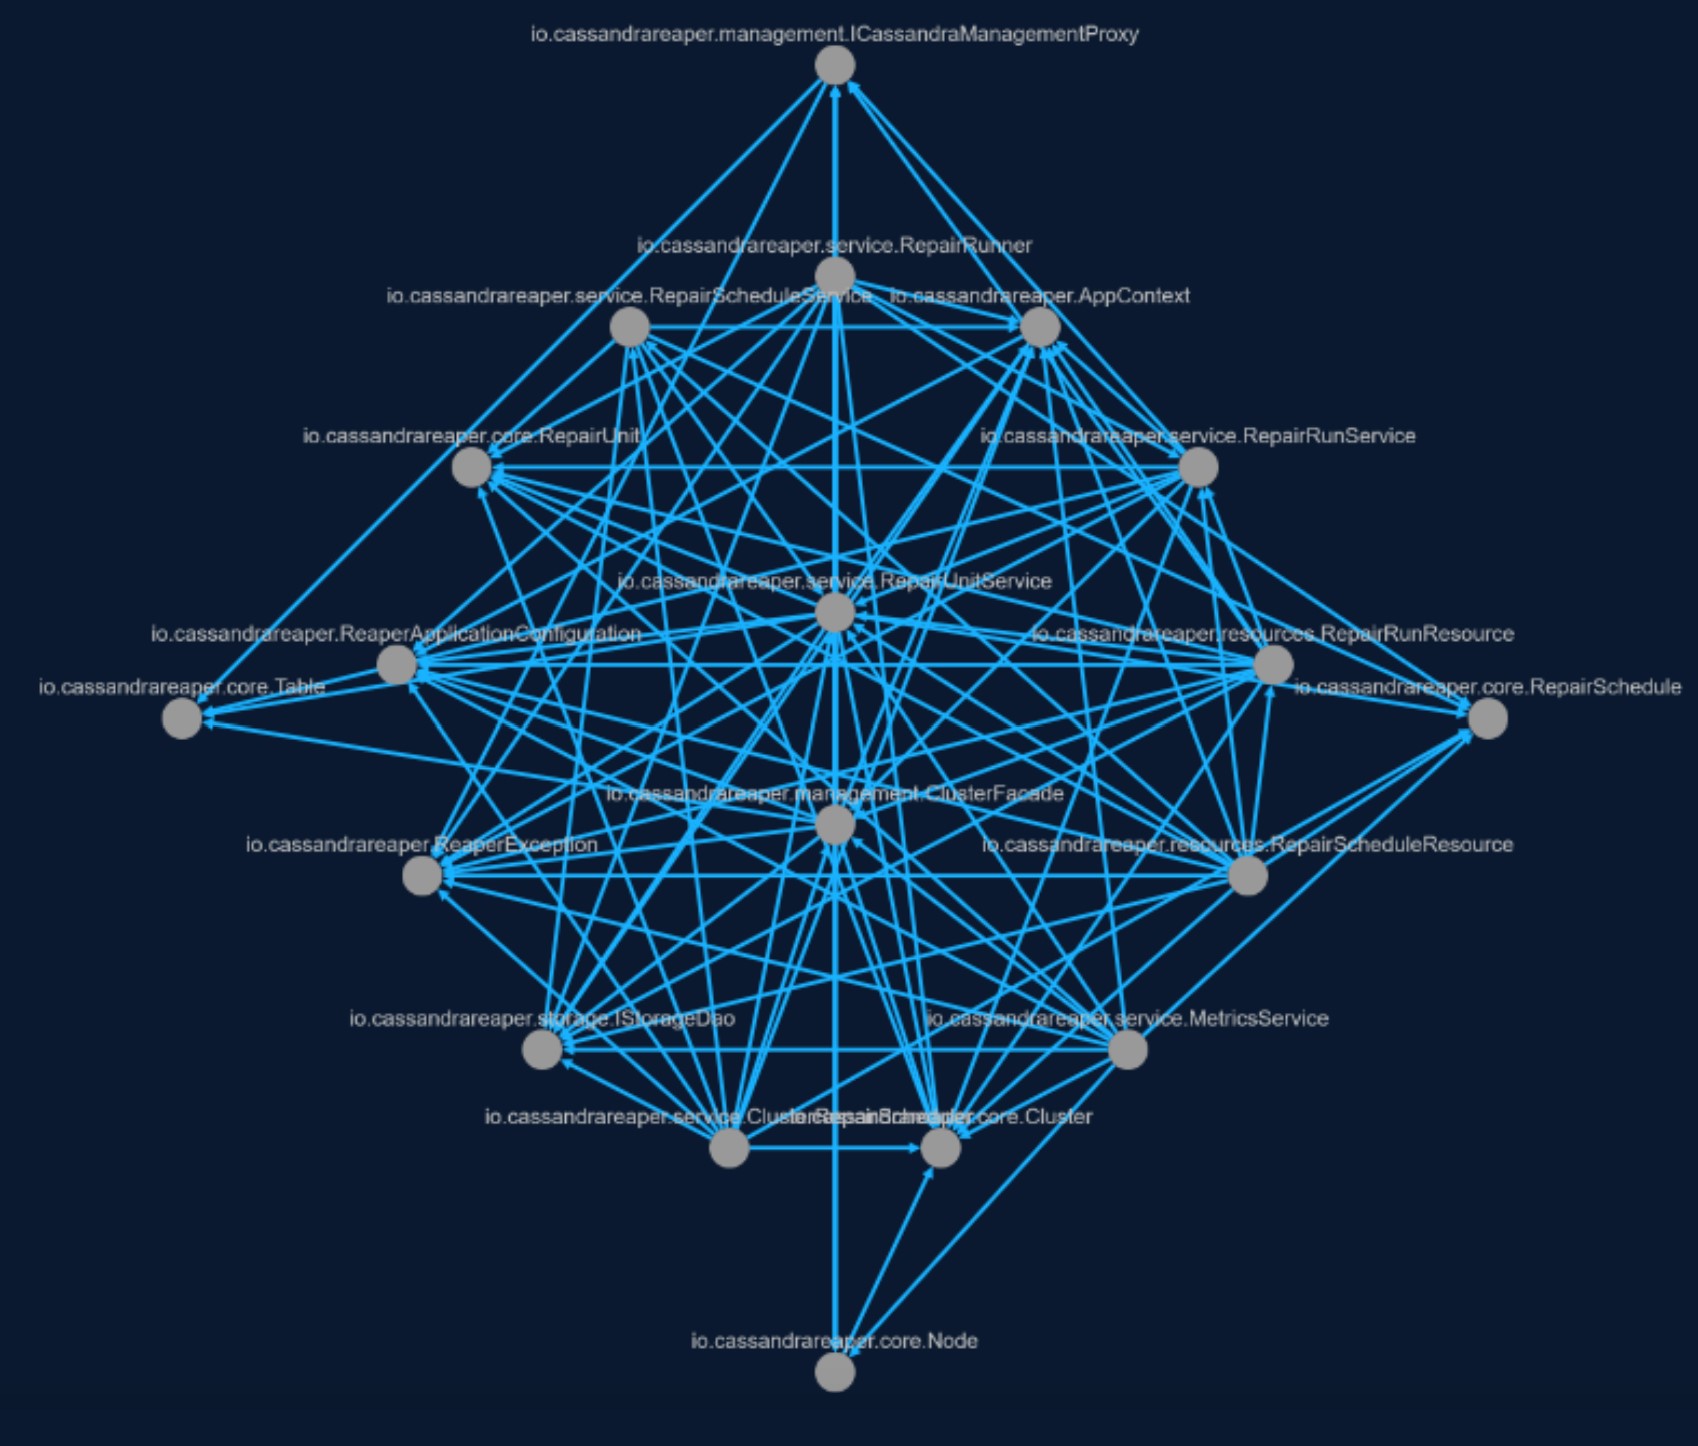 io.cassandrareaper.management.ICassandraManagementProxy
io.cassandrareaper.service.RepairRunner
io.cassandrareaper.service.RepairScheduleService
io.cassandrareaper.AppContext
io.cassandrareaper.core.RepairUnit
io.cassandrareaper.service.RepairRunService
io.cassandrareaper.service.RepairUnitService
io.cassandrareaper.ReaperApplicationConfiguration
io.cassandrareaper.resources.RepairRunResource
io.cassandrareaper.core.Table
io.cassandrareaper.core.RepairSchedule
io.cassandrareaper.management.ClusterFacade
io.cassandrareaper.ReaperException
io.cassandrareaper.resources.RepairScheduleResource
io.cassandrareaper.storage.IStorageDao
io.cassandrareaper.service.MetricsService
io.cassandrareaper.service.ClusterRepairScheduler
io.cassandrareaper.core.Cluster
io.cassandrareaper.core.Node